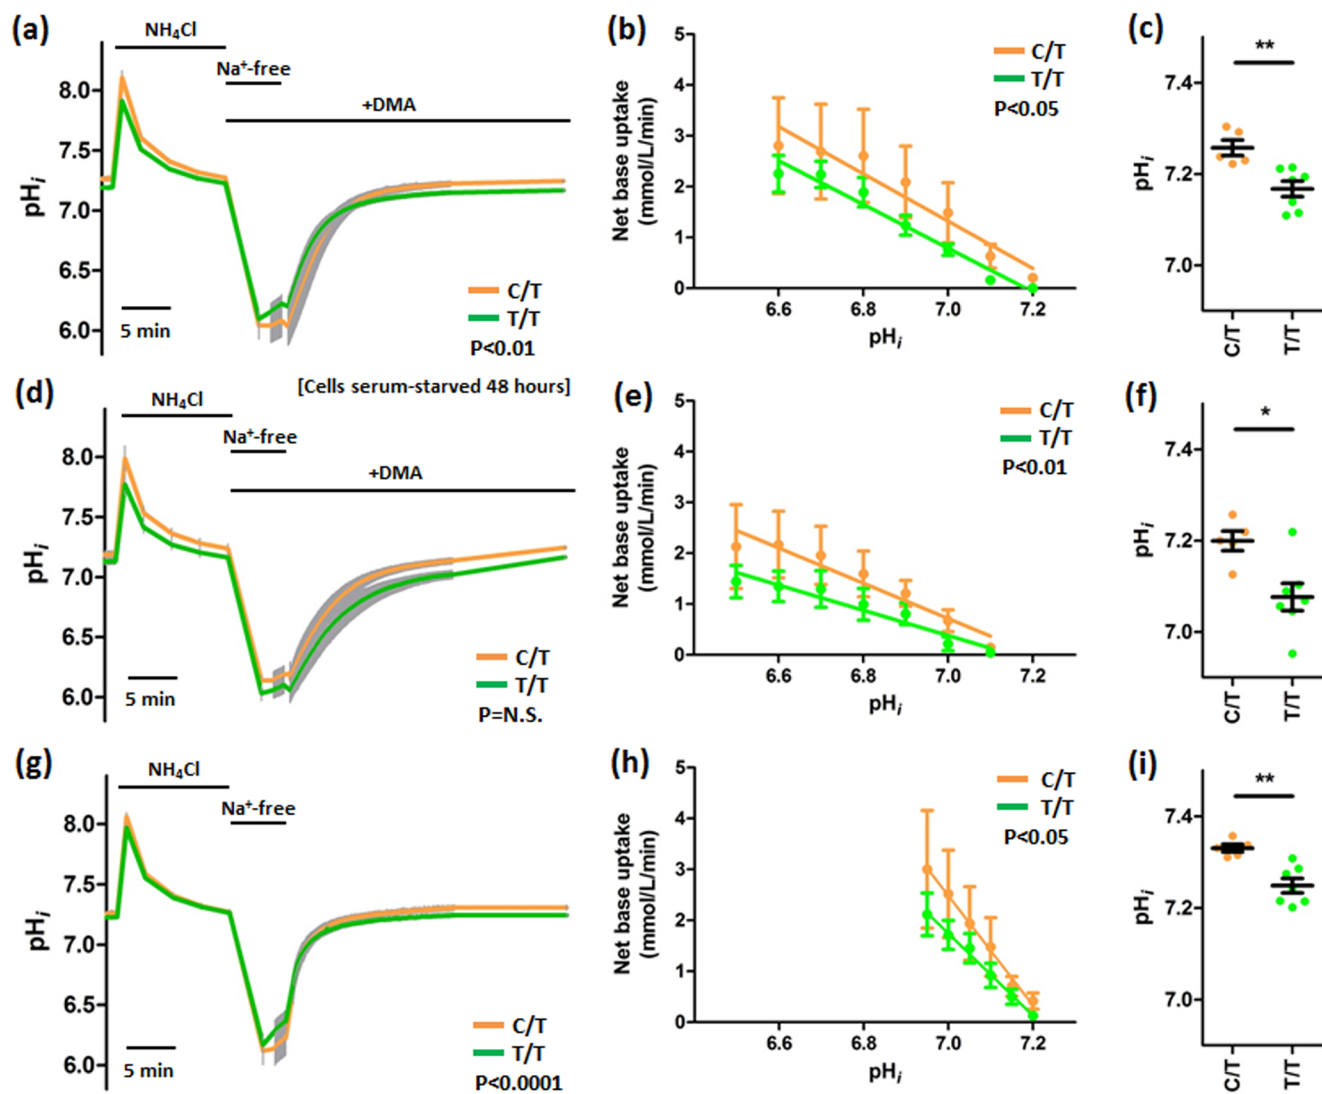 (a)
NH₄Cl
Na⁺-free
+DMA
pHᵢ
8.0
7.5
7.0
6.5
6.0
5 min
C/T
T/T
P<0.01
(b)
Net base uptake
(mmol/L/min)
5
4
3
2
1
0
6.6 6.8 7.0 7.2
pHᵢ
C/T
T/T
P<0.05
(c)
**
pHᵢ
7.4
7.2
7.0
C/T T/T
(d)
[Cells serum-starved 48 hours]
NH₄Cl
Na⁺-free
+DMA
pHᵢ
8.0
7.5
7.0
6.5
6.0
5 min
C/T
T/T
P=N.S.
(e)
Net base uptake
(mmol/L/min)
5
4
3
2
1
0
6.6 6.8 7.0 7.2
pHᵢ
C/T
T/T
P<0.01
(f)
*
pHᵢ
7.4
7.2
7.0
C/T T/T
(g)
NH₄Cl
Na⁺-free
pHᵢ
8.0
7.5
7.0
6.5
6.0
5 min
C/T
T/T
P<0.0001
(h)
Net base uptake
(mmol/L/min)
5
4
3
2
1
0
6.6 6.8 7.0 7.2
pHᵢ
C/T
T/T
P<0.05
(i)
**
pHᵢ
7.4
7.2
7.0
C/T T/T